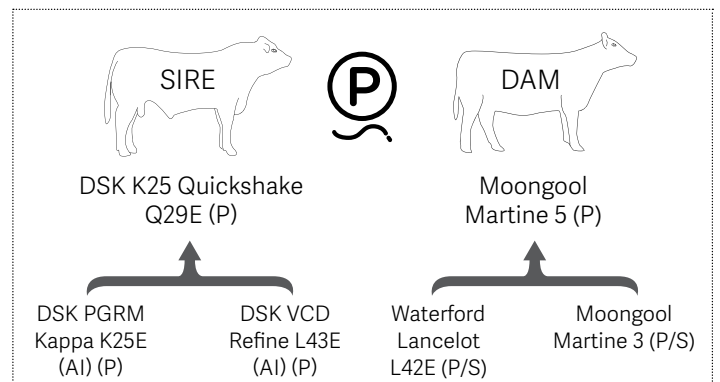 SIRE
P
DAM
DSK K25 Quickshake
Q29E (P)
Moongool
Martine 5 (P)
DSK PGRM
Kappa K25E
(AI) (P)
DSK VCD
Refine L43E
(AI) (P)
Waterford
Lancelot
L42E (P/S)
Moongool
Martine 3 (P/S)